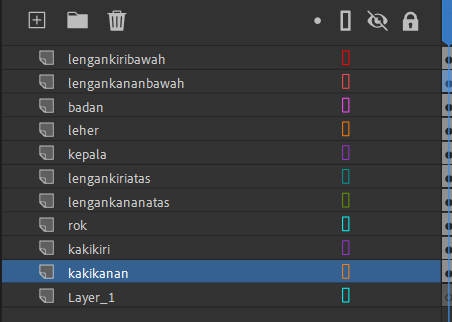 lengankiribawah
lengankananbawah
badan
leher
kepala
lengankiriatas
lengankananatas
rok
kakikiri
kakikanan
Layer_1